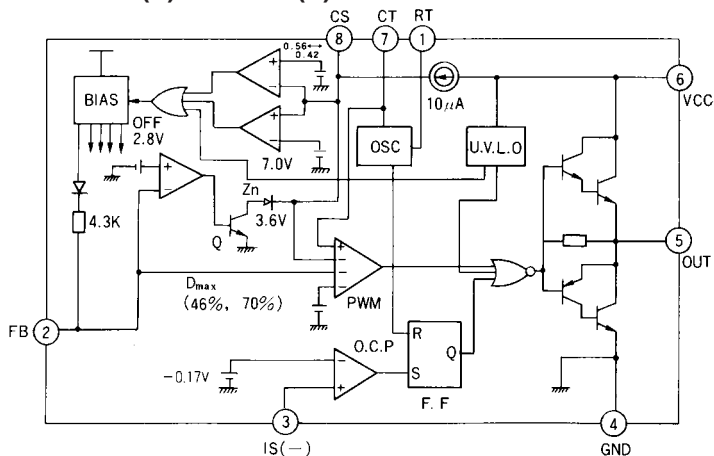 CS
CT
RT
8
7
1
0.56
0.42
10μA
6
VCC
BIAS
OFF
2.8V
7.0V
OSC
U.V.L.O
Zn
3.6V
4.3K
Q
5
OUT
Dmax
(46%, 70%)
PWM
FB
2
O.C.P
R
Q
S
-0.17V
F.F
3
IS(-)
4
GND